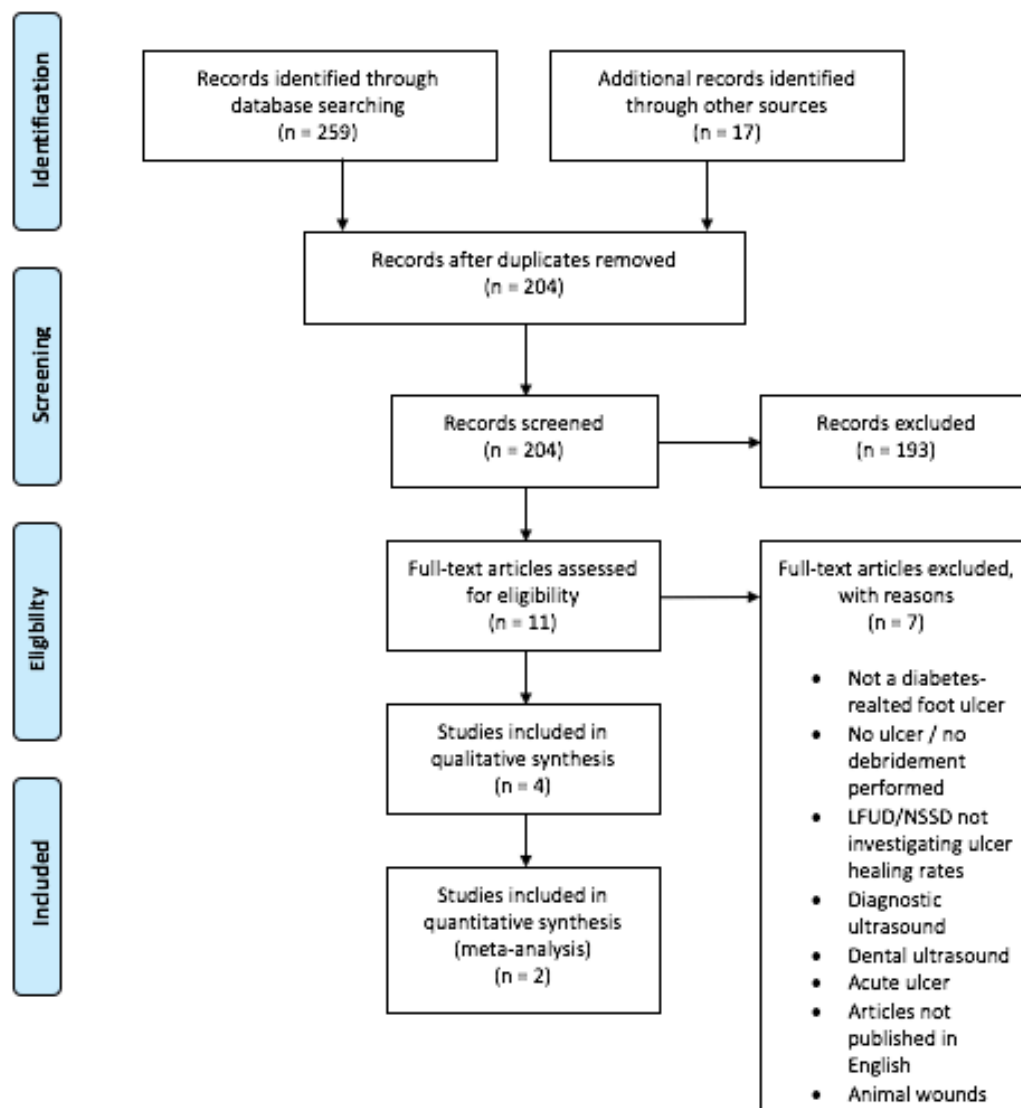 Identification
Records identified through
database searching
(n = 259)
Additional records identified
through other sources
(n = 17)
Records after duplicates removed
(n = 204)
Screening
Records screened
(n = 204)
Records excluded
(n = 193)
Eligibility
Full-text articles assessed
for eligibility
(n = 11)
Full-text articles excluded,
with reasons
(n = 7)
• Not a diabetes-
realted foot ulcer
• No ulcer / no
debridement
performed
• LFUD/NSSD not
investigating ulcer
healing rates
• Diagnostic
ultrasound
• Dental ultrasound
• Acute ulcer
• Articles not
published in
English
• Animal wounds
Studies included in
qualitative synthesis
(n = 4)
Included
Studies included in
quantitative synthesis
(meta-analysis)
(n = 2)